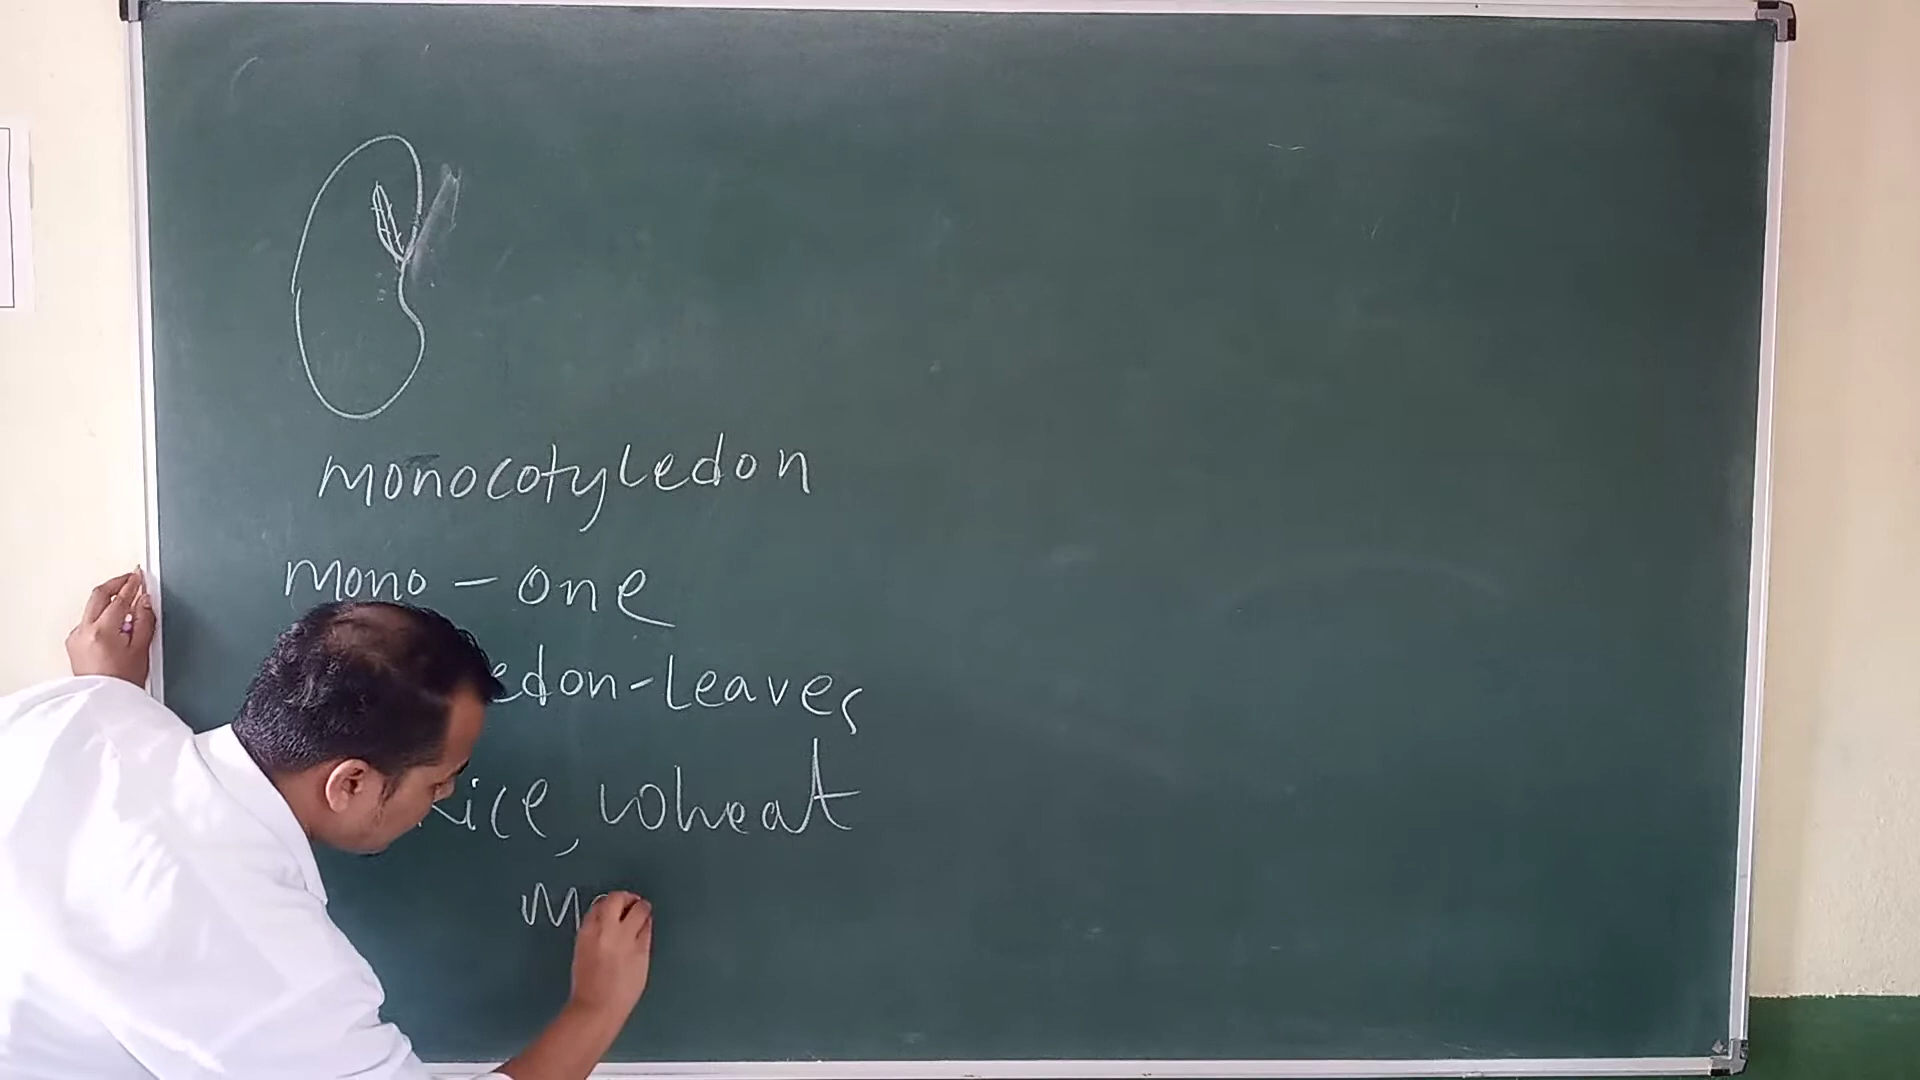 monocotyledon
mono - one
edon - leaves
ice, wheat